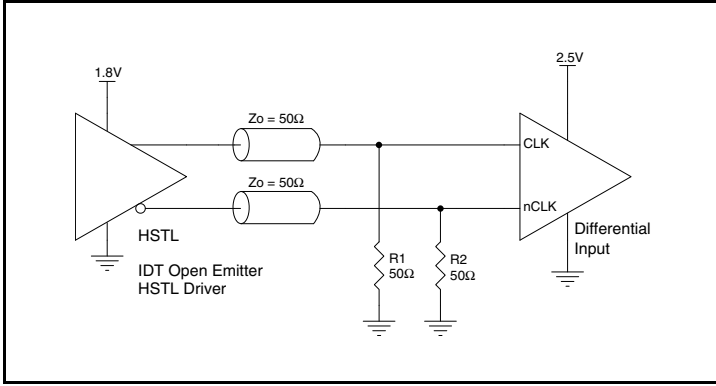 1.8V
2.5V
Zo = 50Ω
CLK
Zo = 50Ω
nCLK
HSTL
Differential
Input
IDT Open Emitter
HSTL Driver
R1
50Ω
R2
50Ω